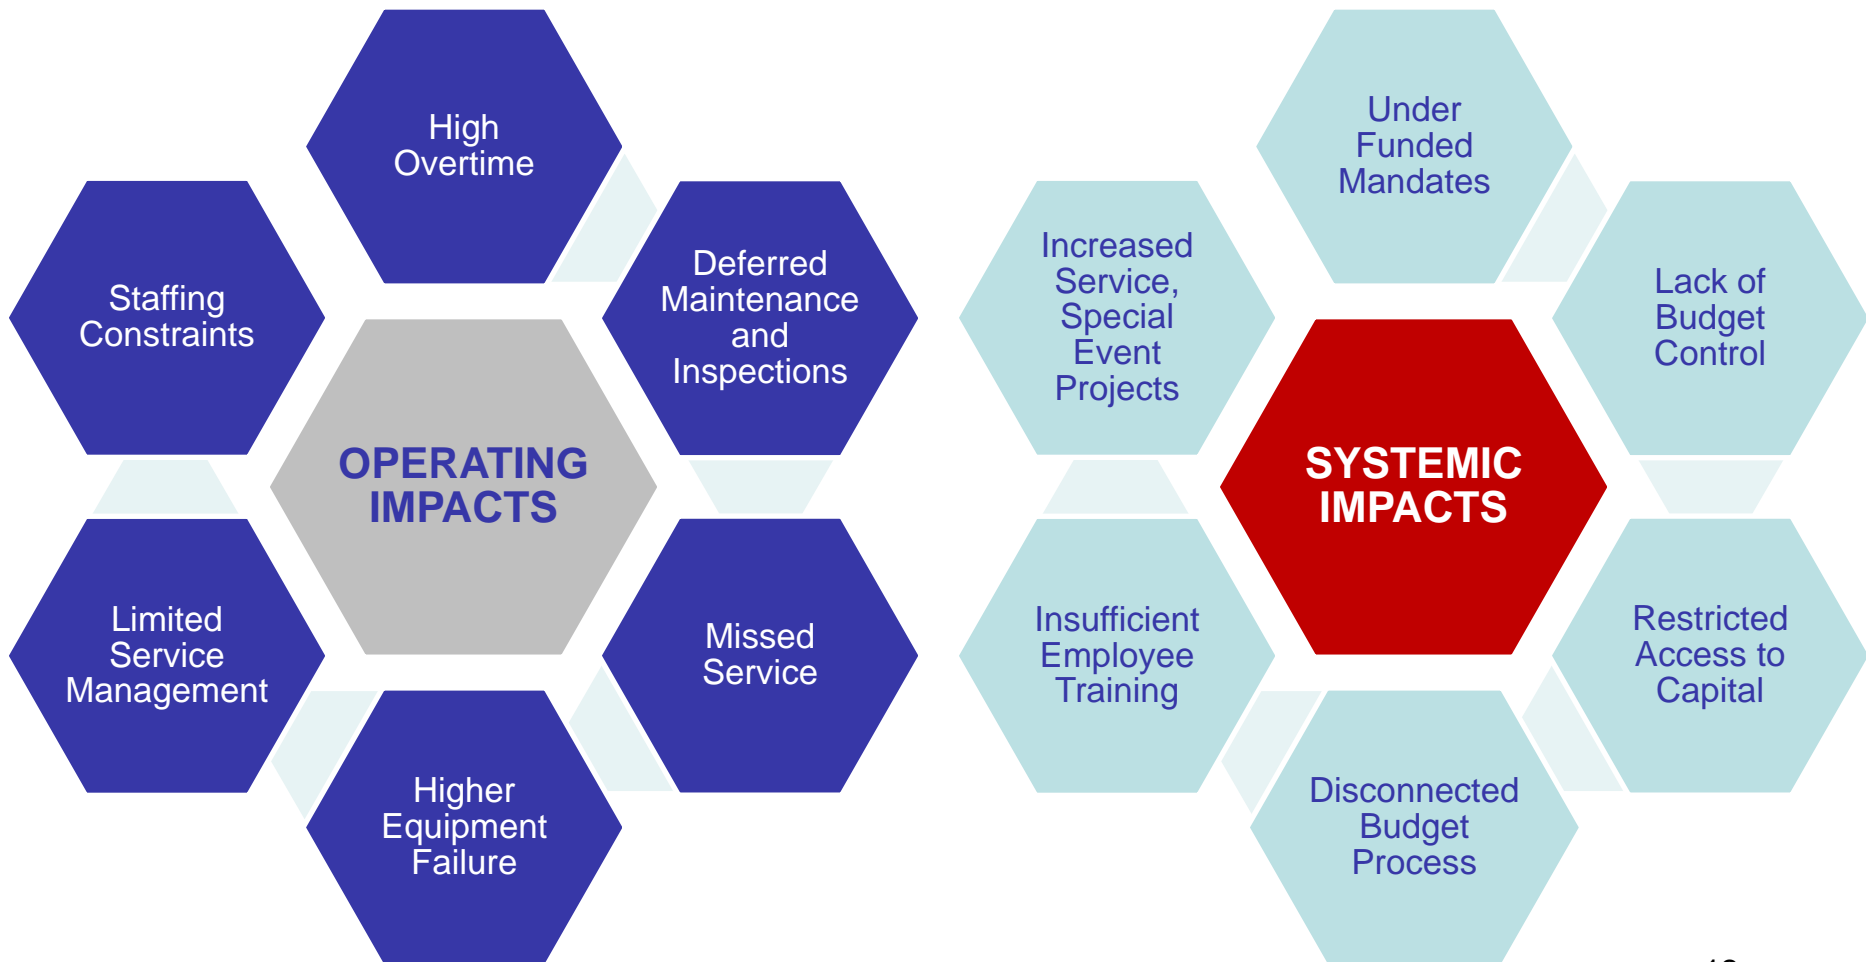 High
Overtime
Deferred
Maintenance
and
Inspections
Missed
Service
Higher
Equipment
Failure
Limited
Service
Management
Staffing
Constraints
OPERATING
IMPACTS
Under
Funded
Mandates
Lack of
Budget
Control
Restricted
Access to
Capital
Disconnected
Budget
Process
Insufficient
Employee
Training
Increased
Service,
Special
Event
Projects
SYSTEMIC
IMPACTS